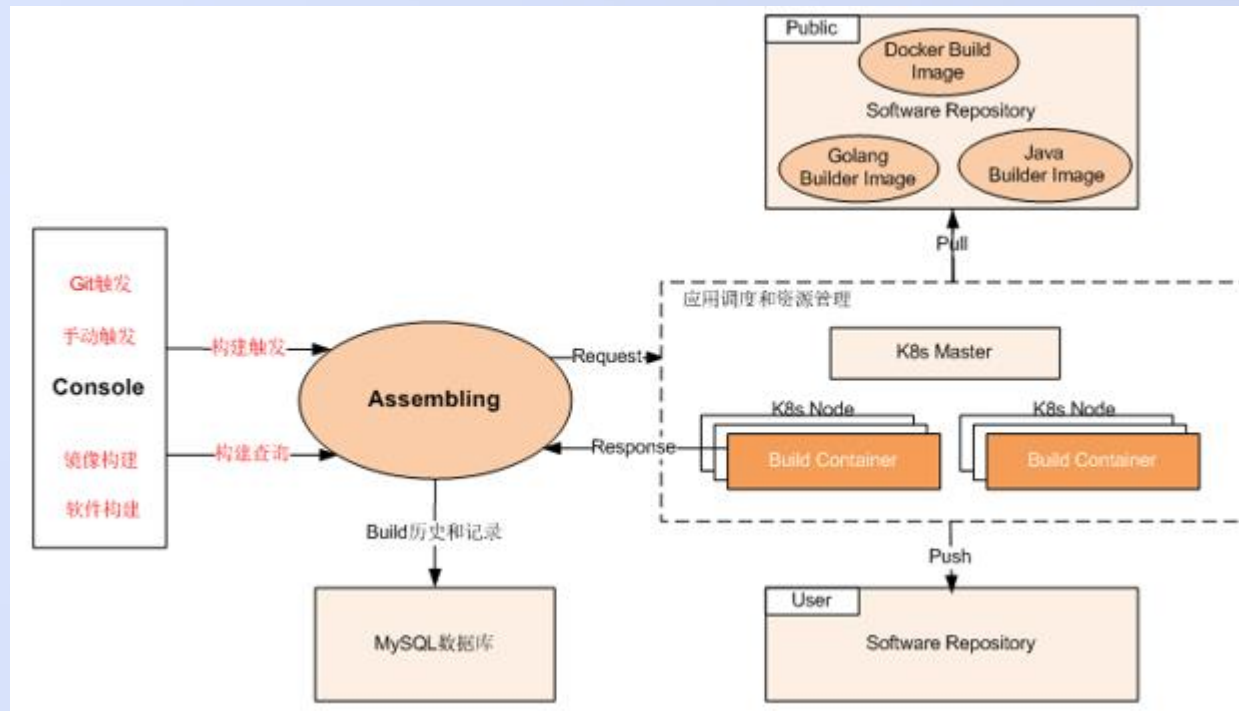 Public
Docker Build
Image
Software Repository
Golang
Builder Image
Java
Builder Image
Pull
Git触发
手动触发
Console
镜像构建
软件构建
构建触发
构建查询
Assembling
Request
Response
应用调度和资源管理
K8s Master
K8s Node
Build Container
K8s Node
Build Container
Build历史和记录
MySQL数据库
Push
User
Software Repository